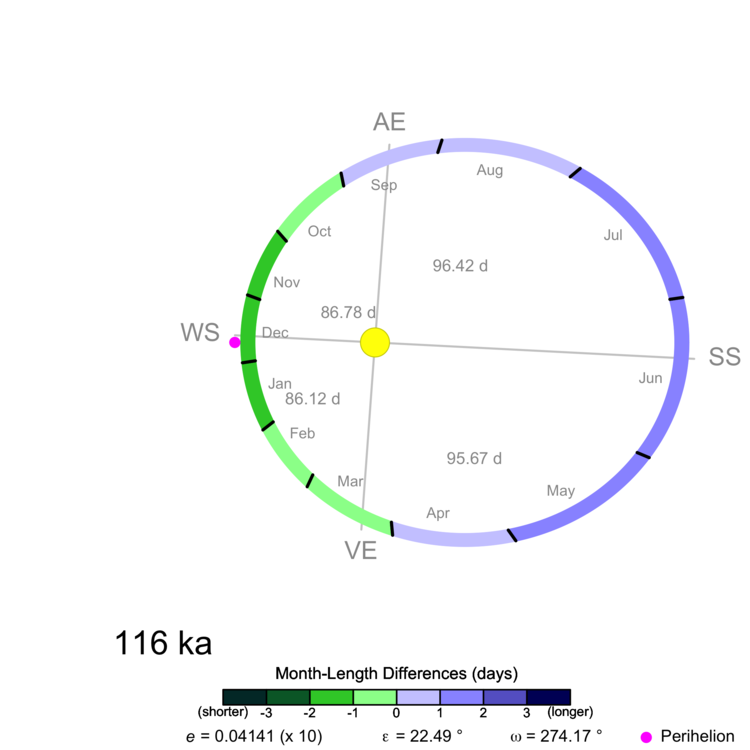 AE
Aug
Sep
Jul
Oct
96.42 d
Nov
86.78 d
WS
Dec
SS
Jun
Jan
86.12 d
Feb
95.67 d
Mar
May
Apr
VE
116 ka
Month-Length Differences (days)
(shorter) -3 -2 -1 0 1 2 3 (longer)
e = 0.04141 (x 10) ε = 22.49 ° ω = 274.17 ° Perihelion